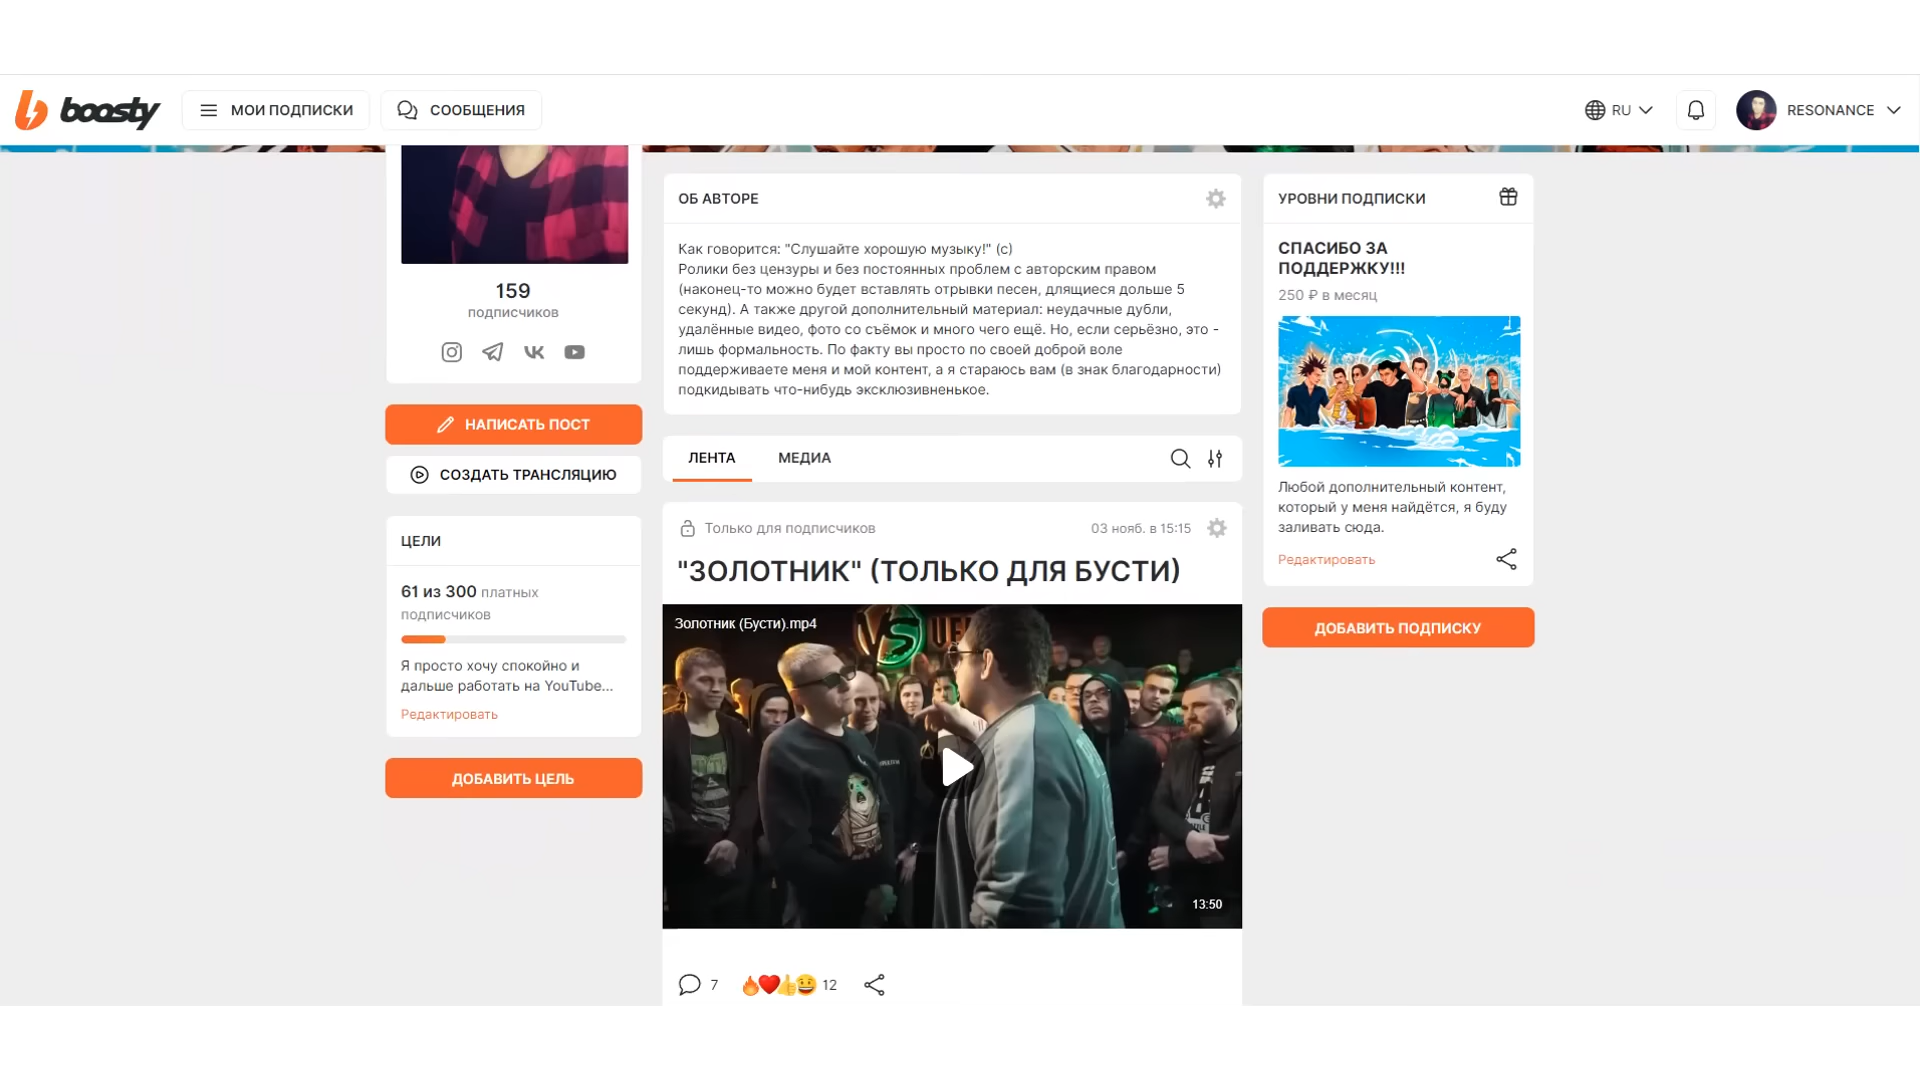 boosty
МОИ ПОДПИСКИ
СООБЩЕНИЯ
RU
RESONANCE
159
подписчиков
НАПИСАТЬ ПОСТ
СОЗДАТЬ ТРАНСЛЯЦИЮ
ЦЕЛИ
61 из 300 платных
подписчиков
Я просто хочу спокойно и
дальше работать на YouTube...
Редактировать
ДОБАВИТЬ ЦЕЛЬ
ОБ АВТОРЕ
Как говорится: "Слушайте хорошую музыку!" (с)
Ролики без цензуры и без постоянных проблем с авторским правом
(наконец-то можно будет вставлять отрывки песен, длящиеся дольше 5
секунд). А также другой дополнительный материал: неудачные дубли,
удалённые видео, фото со съёмок и много чего ещё. Но, если серьёзно, это -
лишь формальность. По факту вы просто по своей доброй воле
поддерживаете меня и мой контент, а я стараюсь вам (в знак благодарности)
подкидывать что-нибудь эксклюзивненькое.
ЛЕНТА
МЕДИА
Только для подписчиков
03 нояб. в 15:15
"ЗОЛОТНИК" (ТОЛЬКО ДЛЯ БУСТИ)
Золотник (Бусти).mp4
VS
13:50
7
12
УРОВНИ ПОДПИСКИ
СПАСИБО ЗА
ПОДДЕРЖКУ!!!
250 ₽ в месяц
Любой дополнительный контент,
который у меня найдётся, я буду
заливать сюда.
Редактировать
ДОБАВИТЬ ПОДПИСКУ